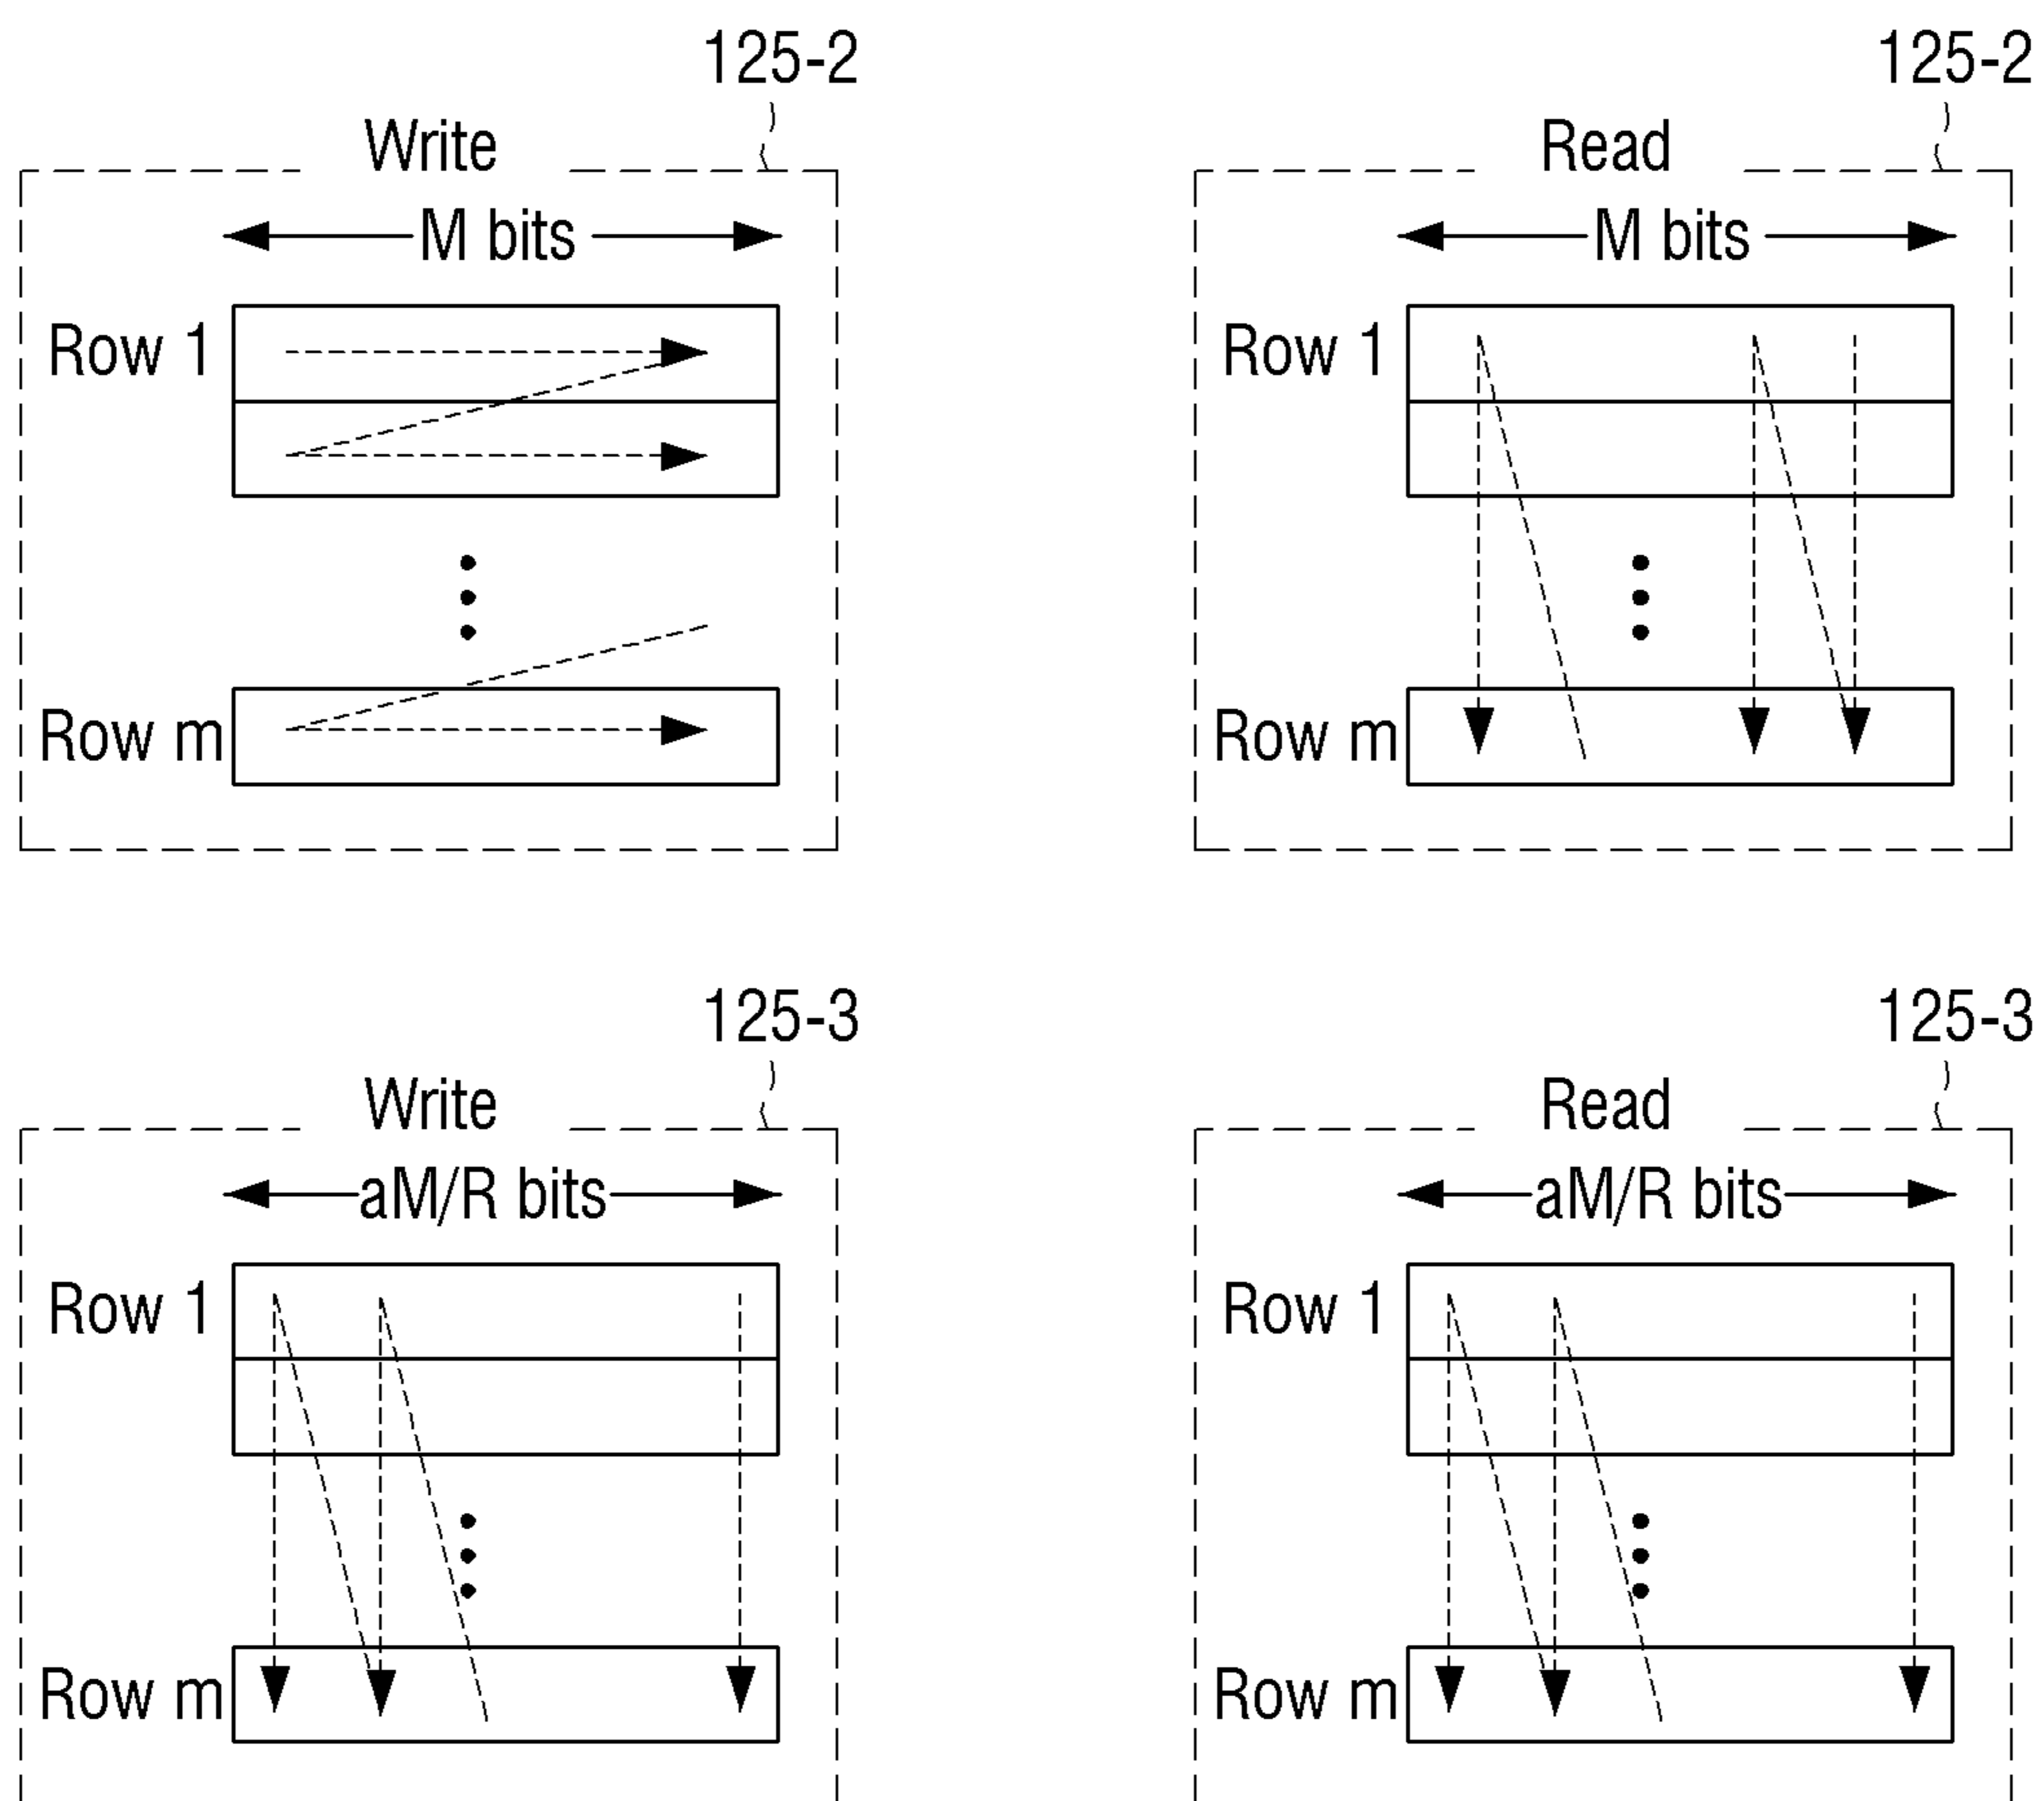 125-2
Write
M bits
Row 1
Row m
125-2
Read
M bits
Row 1
Row m
125-3
Write
aM/R bits
Row 1
Row m
125-3
Read
aM/R bits
Row 1
Row m